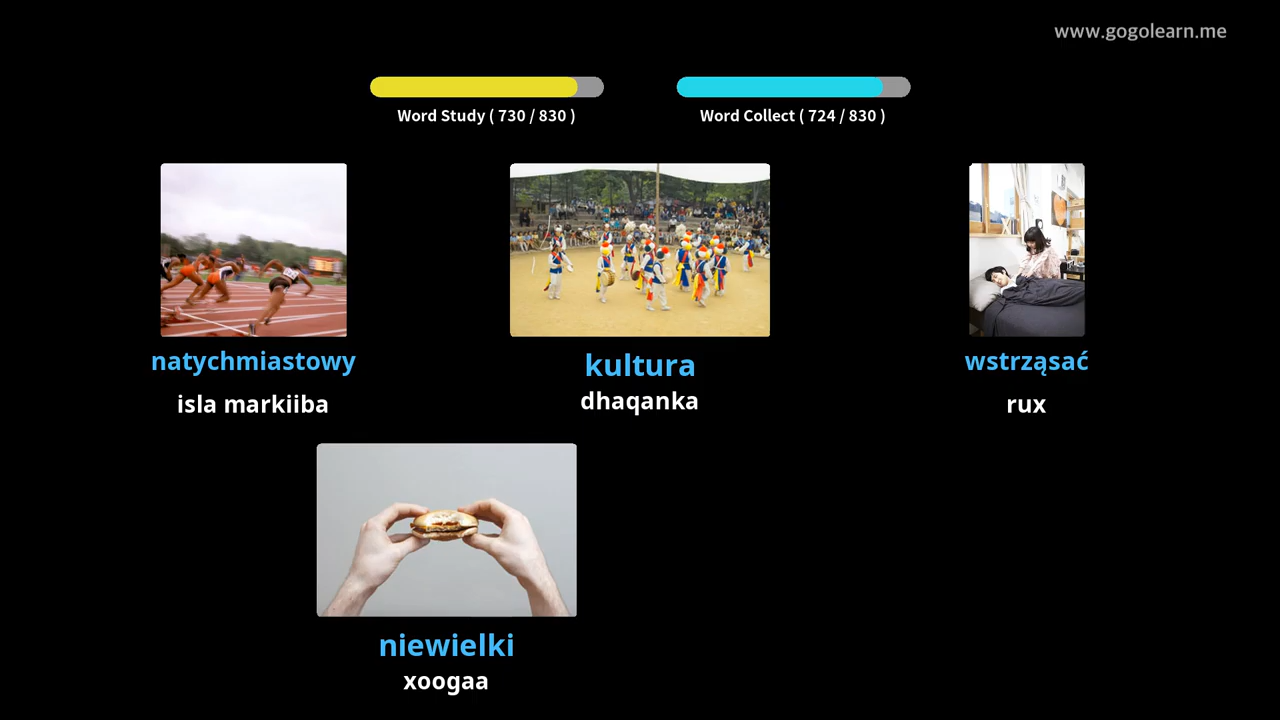 www.gogolearn.me
Word Study ( 730 / 830 )
Word Collect ( 724 / 830 )
natychmiastowy
isla markiiba
kultura
dhaqanka
wstrząsać
rux
niewielki
xoogaa